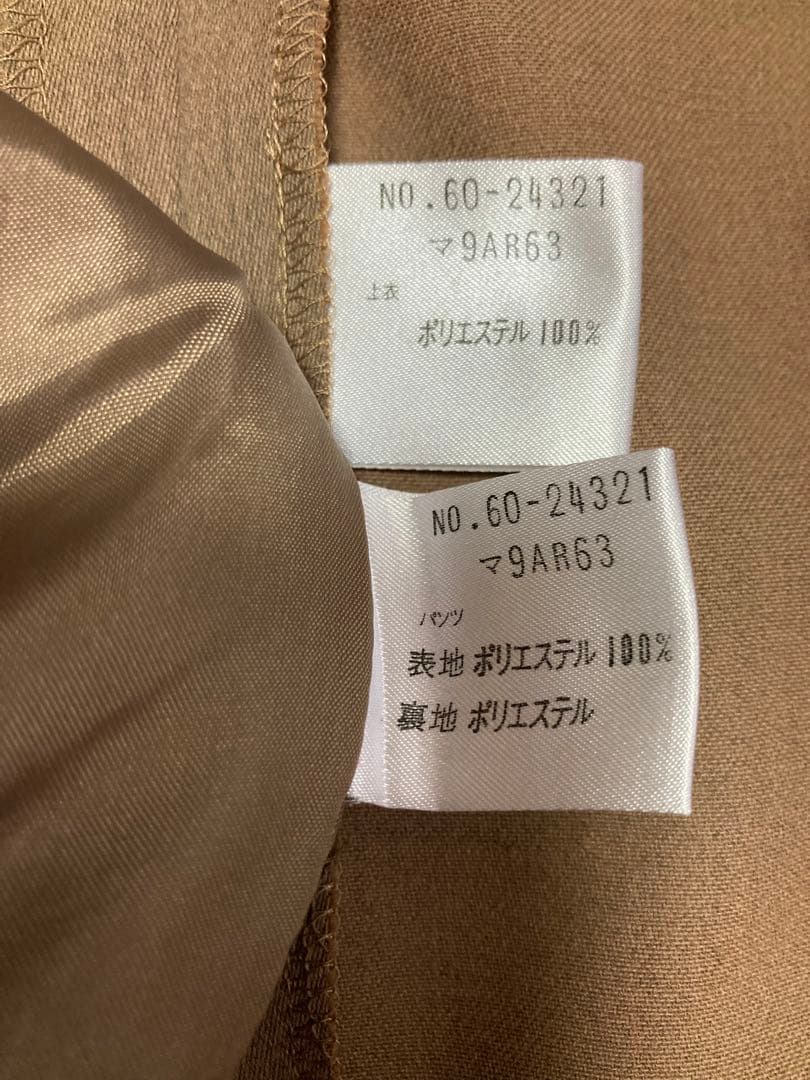 NO.60-24321
マ9AR63
上衣
ポリエステル 100%
NO.60-24321
マ9AR63
パンツ
表地 ポリエステル 100%
裏地 ポリエステル